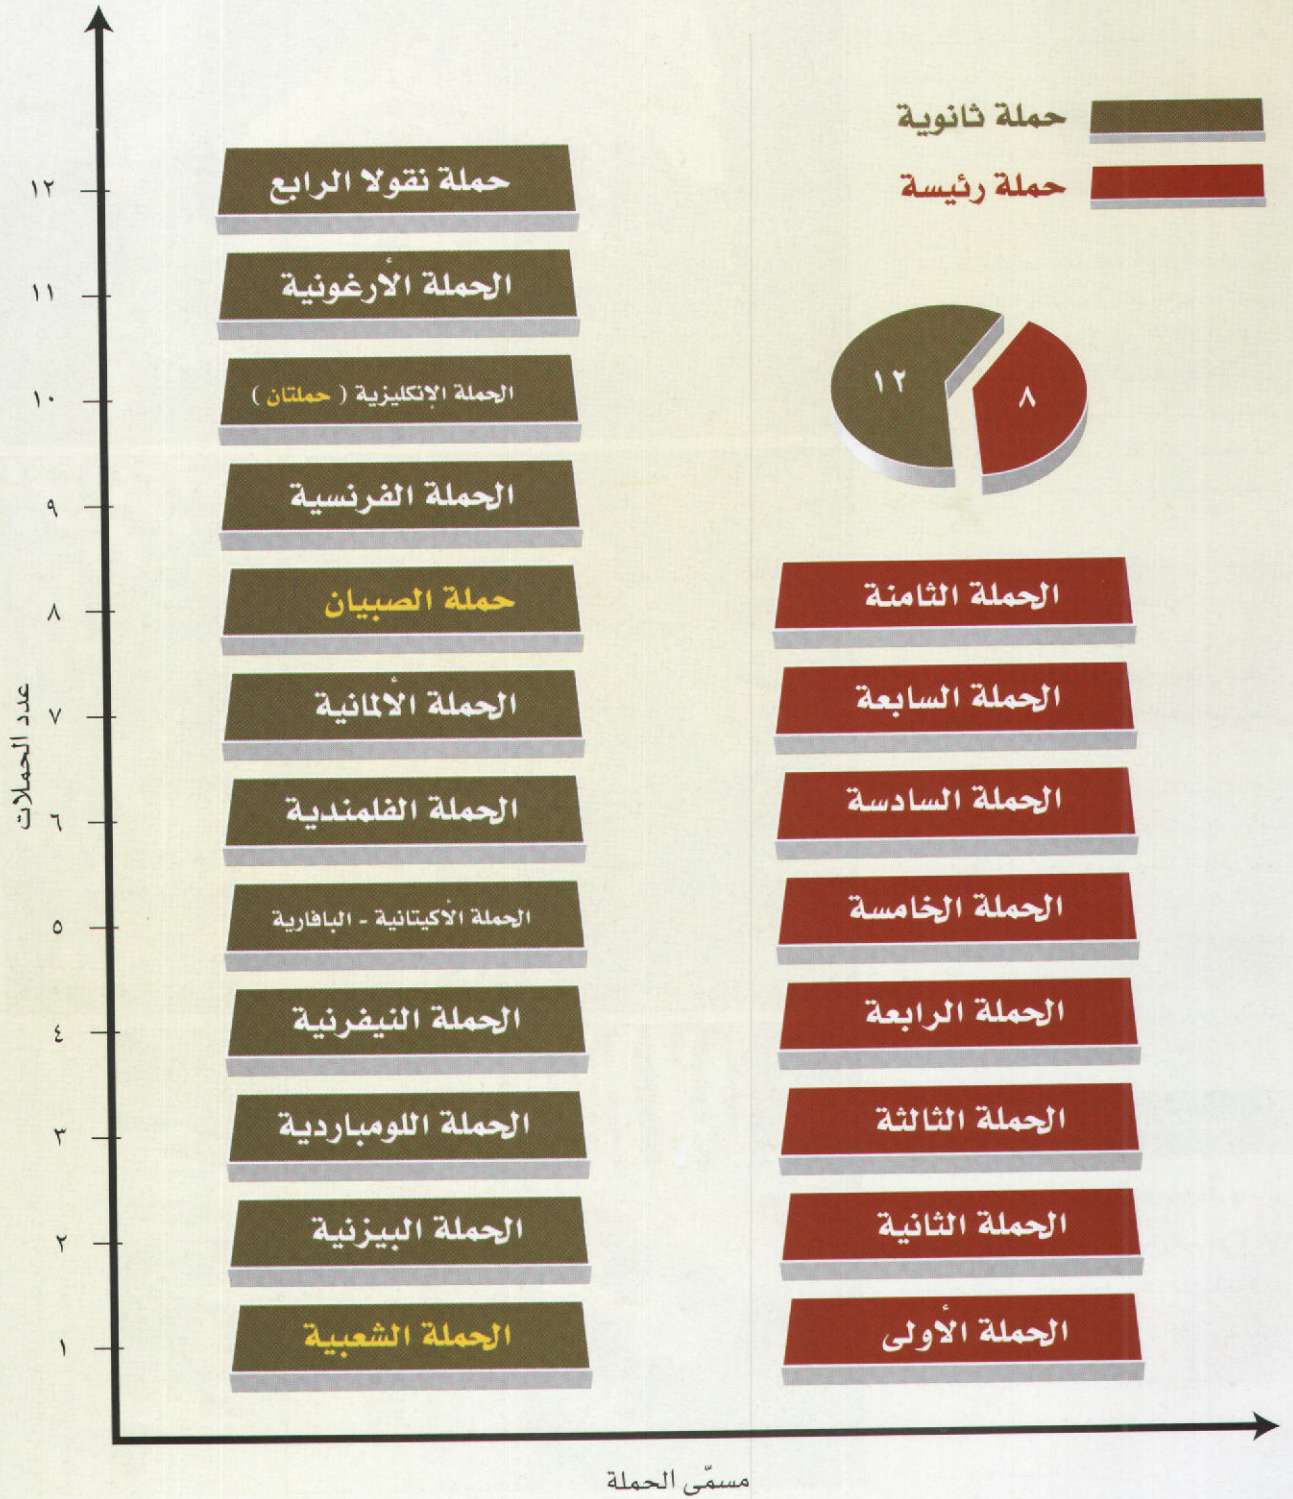 حملة ثانوية
حملة رئيسة
١٢
٨
الحملة الثامنة
الحملة السابعة
الحملة السادسة
الحملة الخامسة
الحملة الرابعة
الحملة الثالثة
الحملة الثانية
الحملة الأولى
حملة نقولا الرابع
الحملة الأرغونية
الحملة الإنكليزية ( حملتان )
الحملة الفرنسية
حملة الصبيان
الحملة الألمانية
الحملة الفلمندية
الحملة الأكيتانية - البافارية
الحملة النيفرنية
الحملة اللومباردية
الحملة البيزنية
الحملة الشعبية
١٢
١١
١٠
٩
٨
٧
٦
٥
٤
٣
٢
١
عدد الحملات
مسمّى الحملة